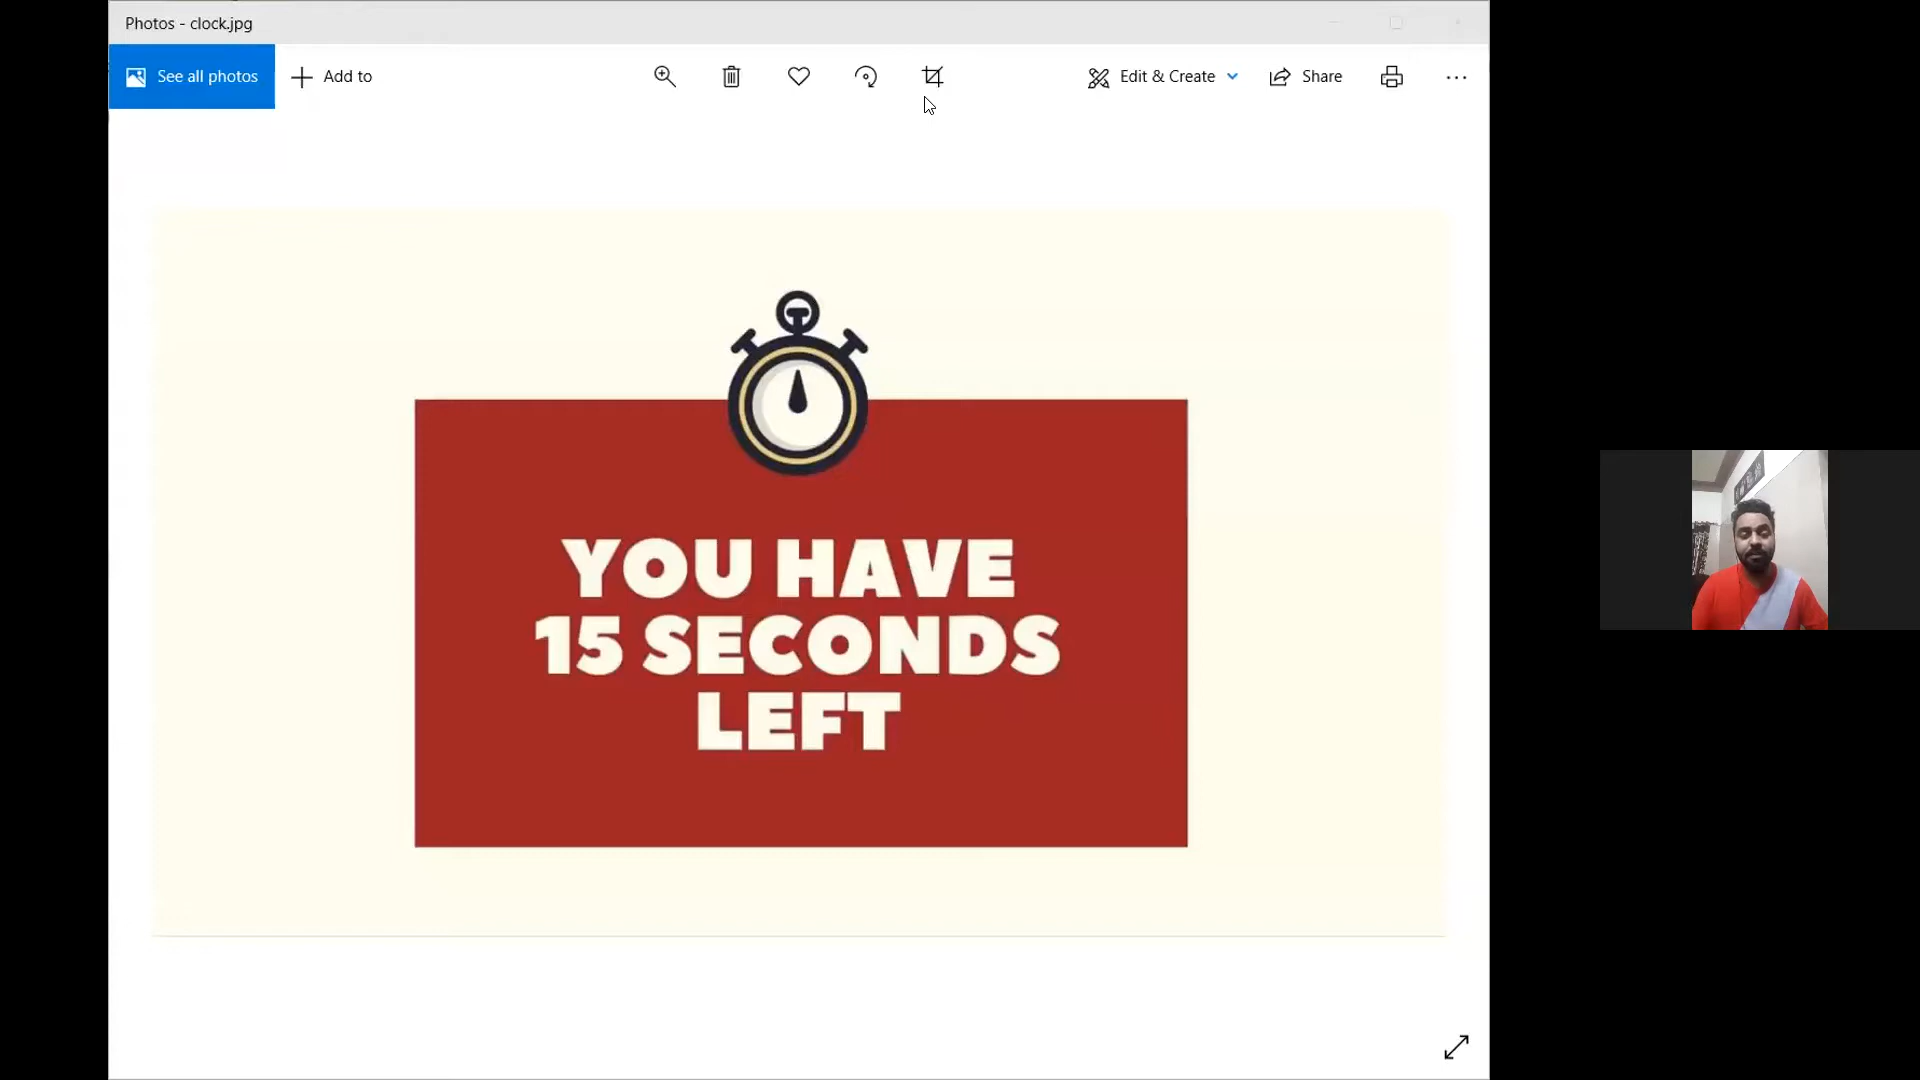 Photos - clock.jpg
See all photos
Add to
Edit & Create
Share
YOU HAVE
15 SECONDS
LEFT